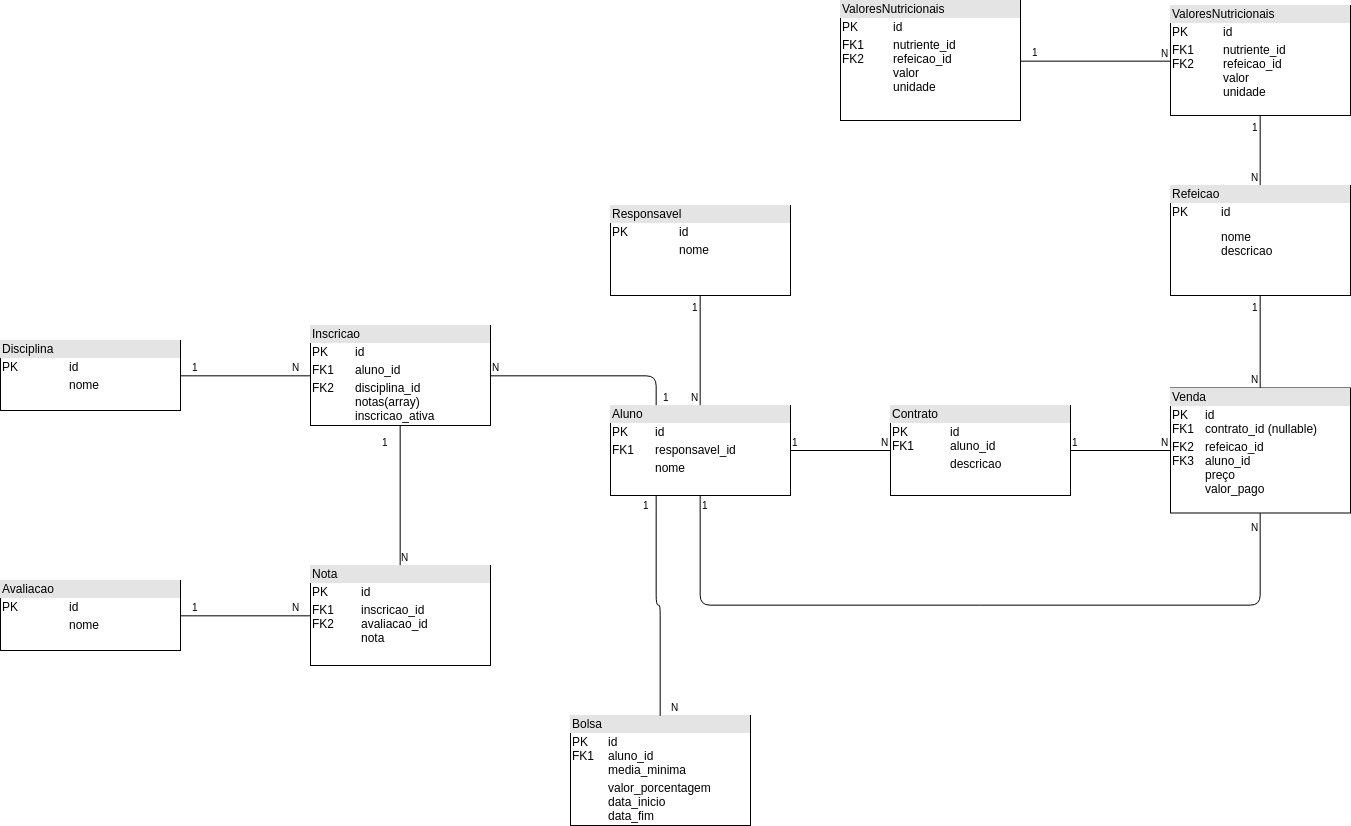 ValoresNutricionais
PK id
FK1 nutriente_id
FK2 refeicao_id
valor
unidade
1
N
ValoresNutricionais
PK id
FK1 nutriente_id
FK2 refeicao_id
valor
unidade
1
N
Refeicao
PK id
nome
descricao
1
N
Responsavel
PK id
nome
1
N
Disciplina
PK id
nome
1
N
Inscricao
PK id
FK1 aluno_id
FK2 disciplina_id
notas(array)
inscricao_ativa
N
1
1
N
Aluno
PK id
FK1 responsavel_id
nome
1
N
Contrato
PK id
FK1 aluno_id
descricao
1
N
Venda
PK id
FK1 contrato_id (nullable)
FK2 refeicao_id
FK3 aluno_id
preço
valor_pago
1
1
N
Avaliacao
PK id
nome
1
N
Nota
PK id
FK1 inscricao_id
FK2 avaliacao_id
nota
N
Bolsa
PK id
FK1 aluno_id
media_minima
valor_porcentagem
data_inicio
data_fim